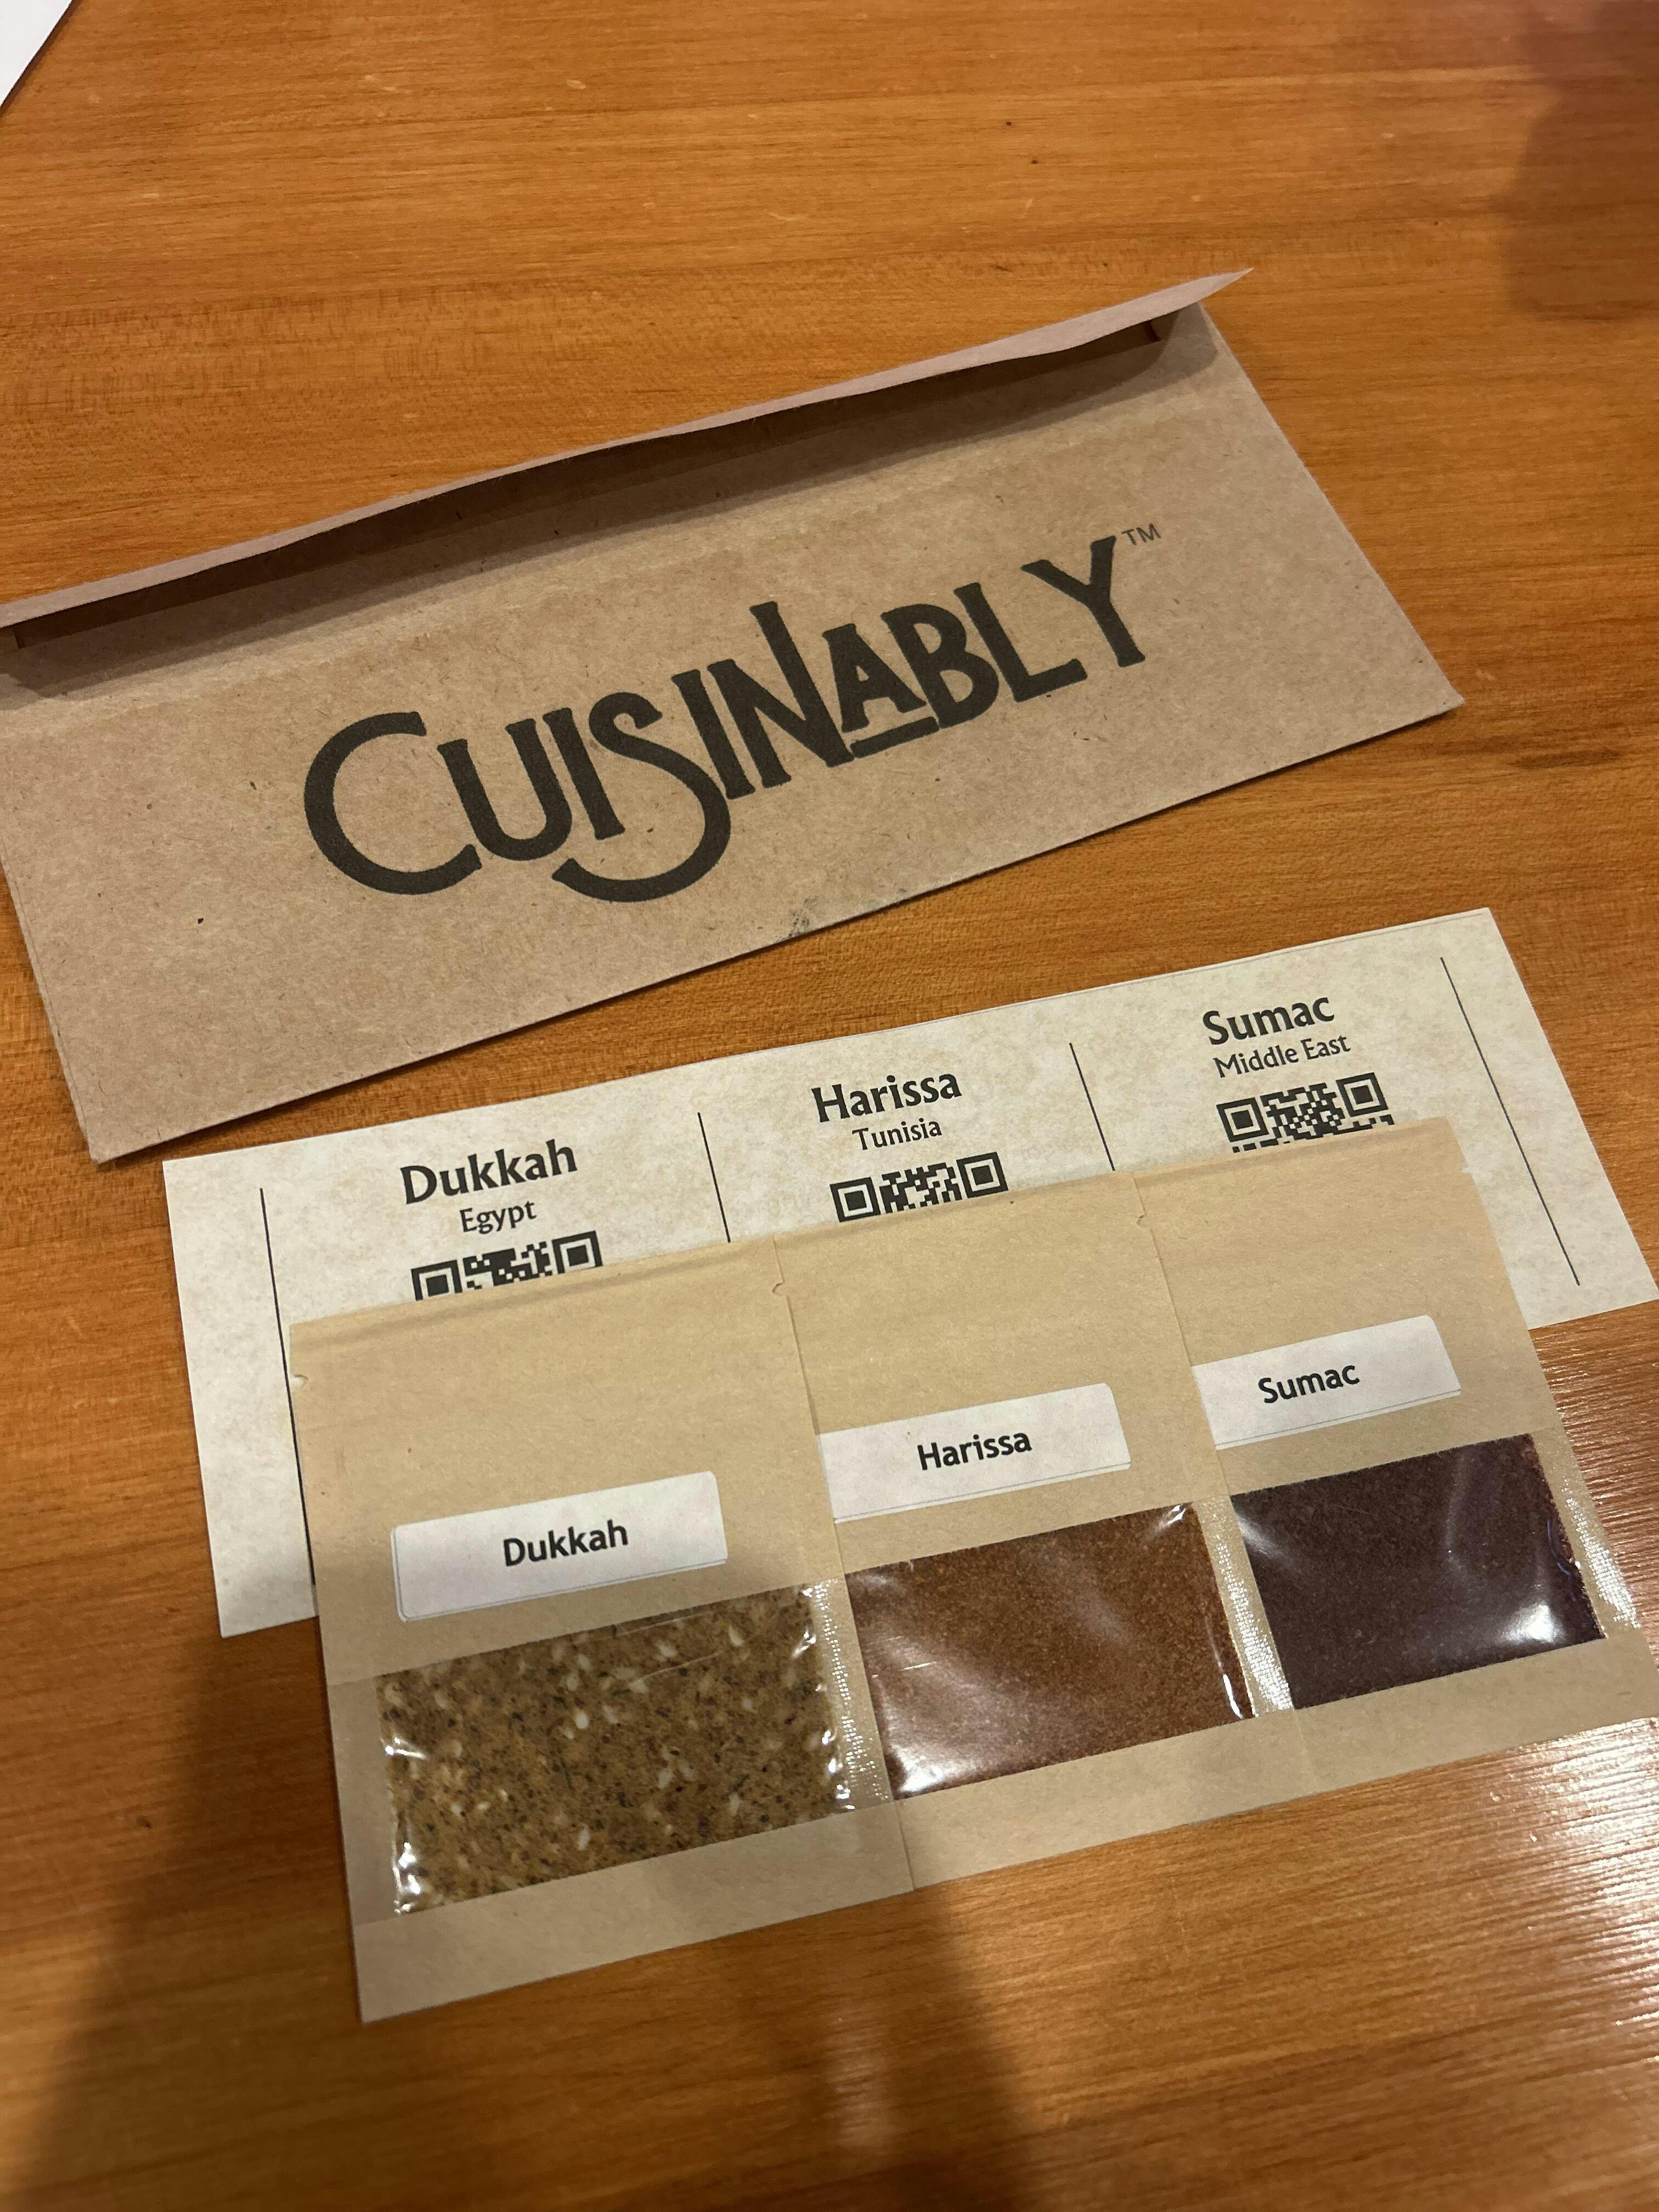 CUISINABLY™
Dukkah
Egypt
Harissa
Tunisia
Sumac
Middle East
Dukkah
Harissa
Sumac